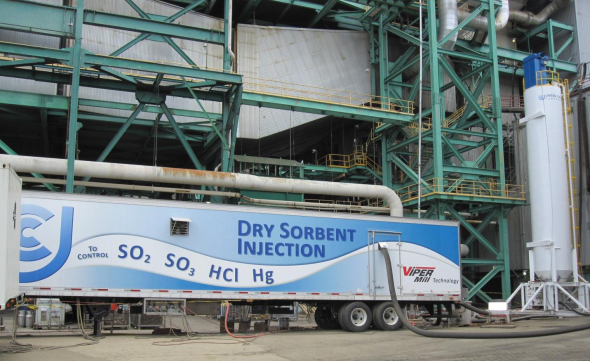 DRY SORBENT
INJECTION
TO
CONTROL
SO2 SO3 HCl Hg
VIPER
Mill Technology